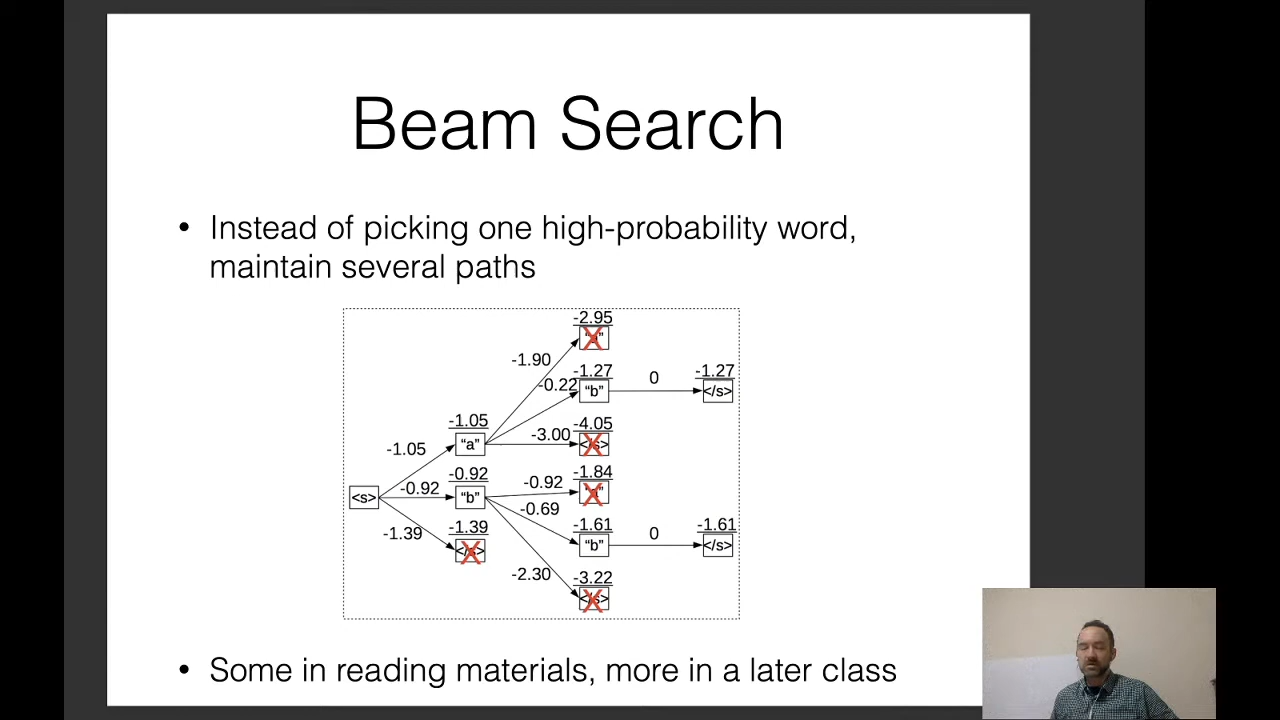 Beam Search
• Instead of picking one high-probability word,
maintain several paths
-2.95
-1.90
-1.27
-0.22
"b"
0
-1.27
</s>
-1.05
"a"
-4.05
-3.00
-1.05
-0.92
-1.84
-0.92
<s>
-0.92
"b"
-0.69
-1.39
-1.39
-1.61
"b"
0
-1.61
</s>
-2.30
-3.22
• Some in reading materials, more in a later class